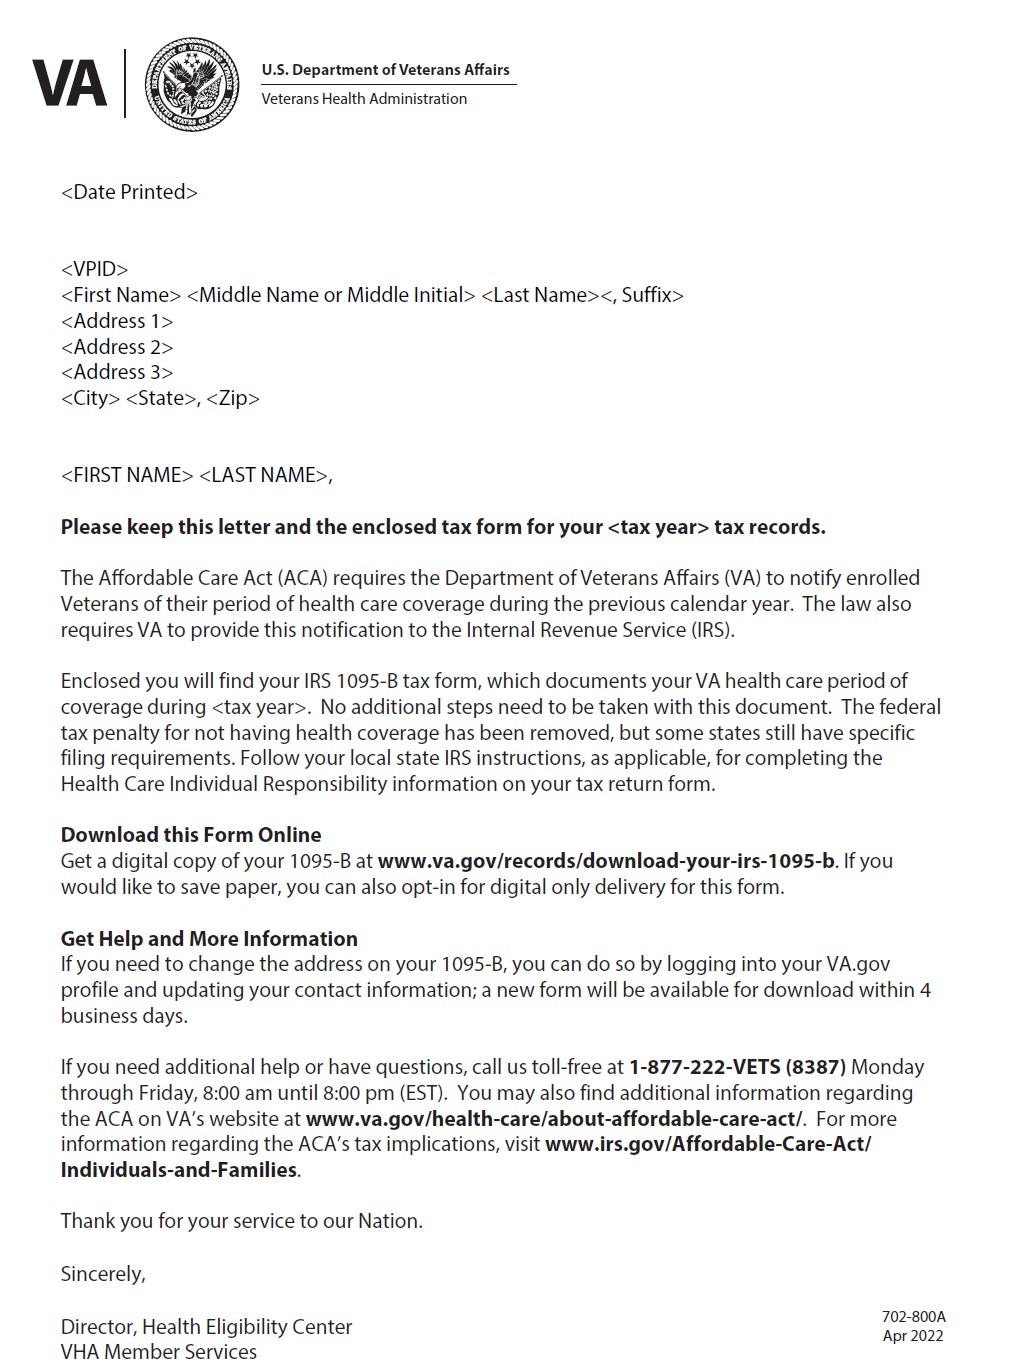 VA
DEPARTMENT OF VETERANS AFFAIRS
UNITED STATES OF AMERICA
U.S. Department of Veterans Affairs
Veterans Health Administration
<Date Printed>
<VPID>
<First Name> <Middle Name or Middle Initial> <Last Name><, Suffix>
<Address 1>
<Address 2>
<Address 3>
<City> <State>, <Zip>
<FIRST NAME> <LAST NAME>,
Please keep this letter and the enclosed tax form for your <tax year> tax records.
The Affordable Care Act (ACA) requires the Department of Veterans Affairs (VA) to notify enrolled
Veterans of their period of health care coverage during the previous calendar year.  The law also
requires VA to provide this notification to the Internal Revenue Service (IRS).
Enclosed you will find your IRS 1095-B tax form, which documents your VA health care period of
coverage during <tax year>.  No additional steps need to be taken with this document.  The federal
tax penalty for not having health coverage has been removed, but some states still have specific
filing requirements. Follow your local state IRS instructions, as applicable, for completing the
Health Care Individual Responsibility information on your tax return form.
Download this Form Online
Get a digital copy of your 1095-B at www.va.gov/records/download-your-irs-1095-b. If you
would like to save paper, you can also opt-in for digital only delivery for this form.
Get Help and More Information
If you need to change the address on your 1095-B, you can do so by logging into your VA.gov
profile and updating your contact information; a new form will be available for download within 4
business days.
If you need additional help or have questions, call us toll-free at 1-877-222-VETS (8387) Monday
through Friday, 8:00 am until 8:00 pm (EST).  You may also find additional information regarding
the ACA on VA's website at www.va.gov/health-care/about-affordable-care-act/.  For more
information regarding the ACA's tax implications, visit www.irs.gov/Affordable-Care-Act/
Individuals-and-Families.
Thank you for your service to our Nation.
Sincerely,
Director, Health Eligibility Center
VHA Member Services
702-800A
Apr 2022